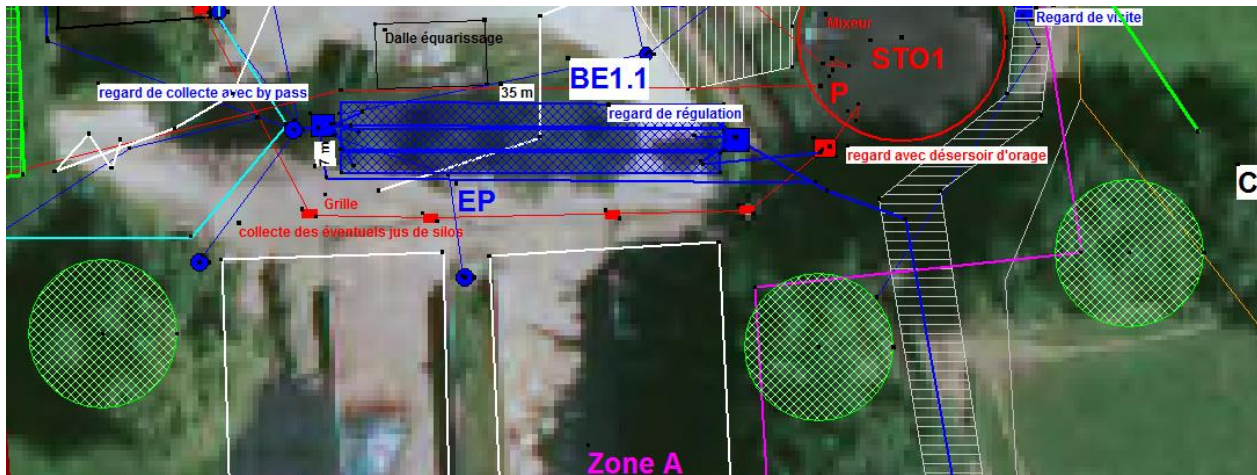 Regard de visite
Mixeur
Dalle équarissage
STO1
BE1.1
regard de collecte avec by pass
35 m
P
regard de régulation
7m
regard avec désersoir d'orage
C
EP
Grille
collecte des éventuels jus de silos
Zone A